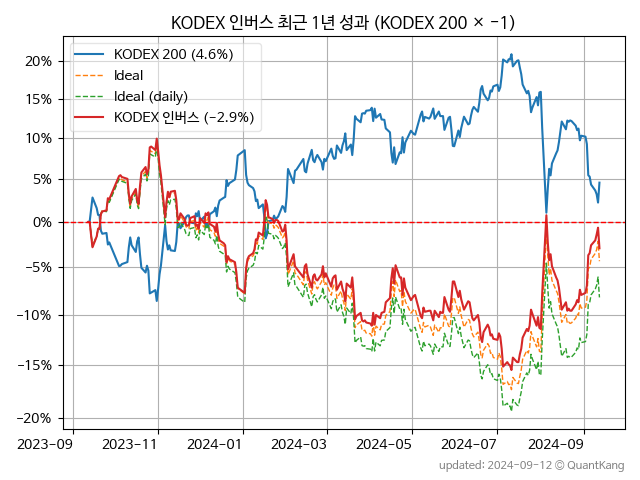 KODEX 인버스 최근 1년 성과 (KODEX 200 × −1)
KODEX 200 (4.6%)
Ideal
Ideal (daily)
KODEX 인버스 (−2.9%)
20%
15%
10%
5%
0%
−5%
−10%
−15%
−20%
2023-09
2023-11
2024-01
2024-03
2024-05
2024-07
2024-09
updated: 2024-09-12 © QuantKang